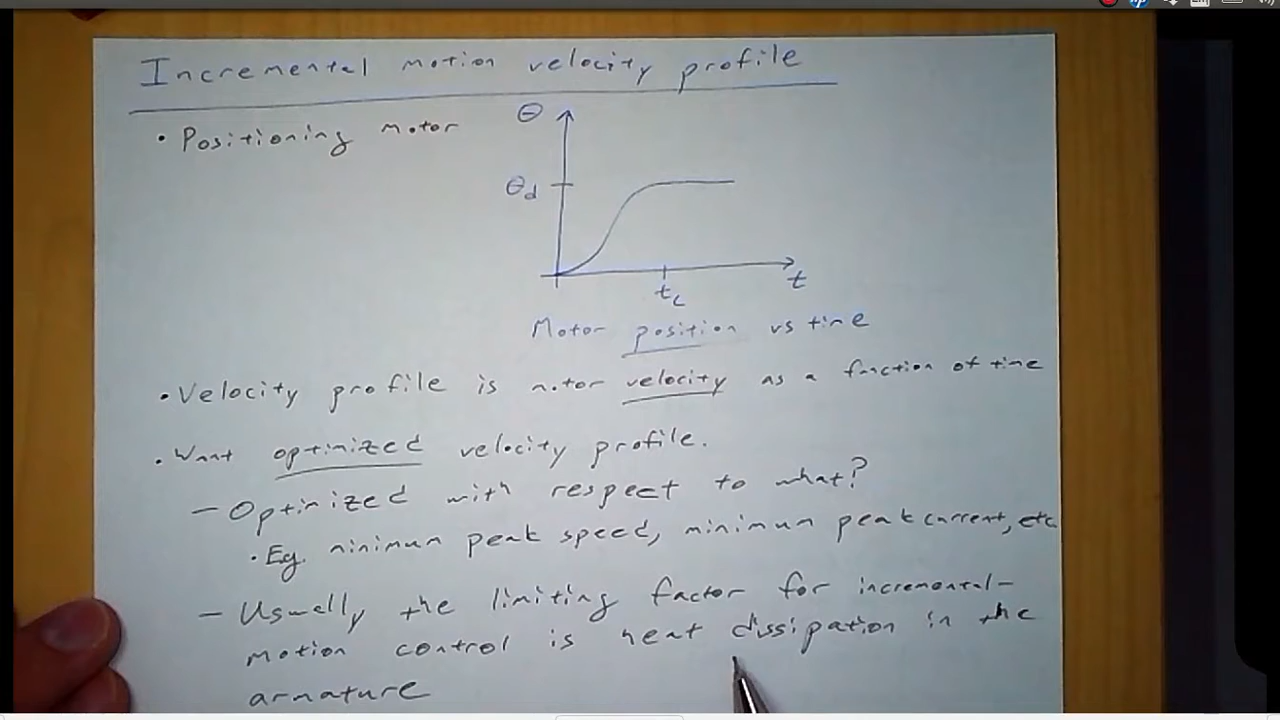 Incremental motion velocity profile
• Positioning motor
θ
θd
tc
t
Motor position vs time
• Velocity profile is motor velocity as a function of time
• Want optimized velocity profile.
– Optimized with respect to what?
• Eg. minimum peak speed, minimum peak current, etc
– Usually the limiting factor for incremental-
motion control is heat dissipation in the
armature